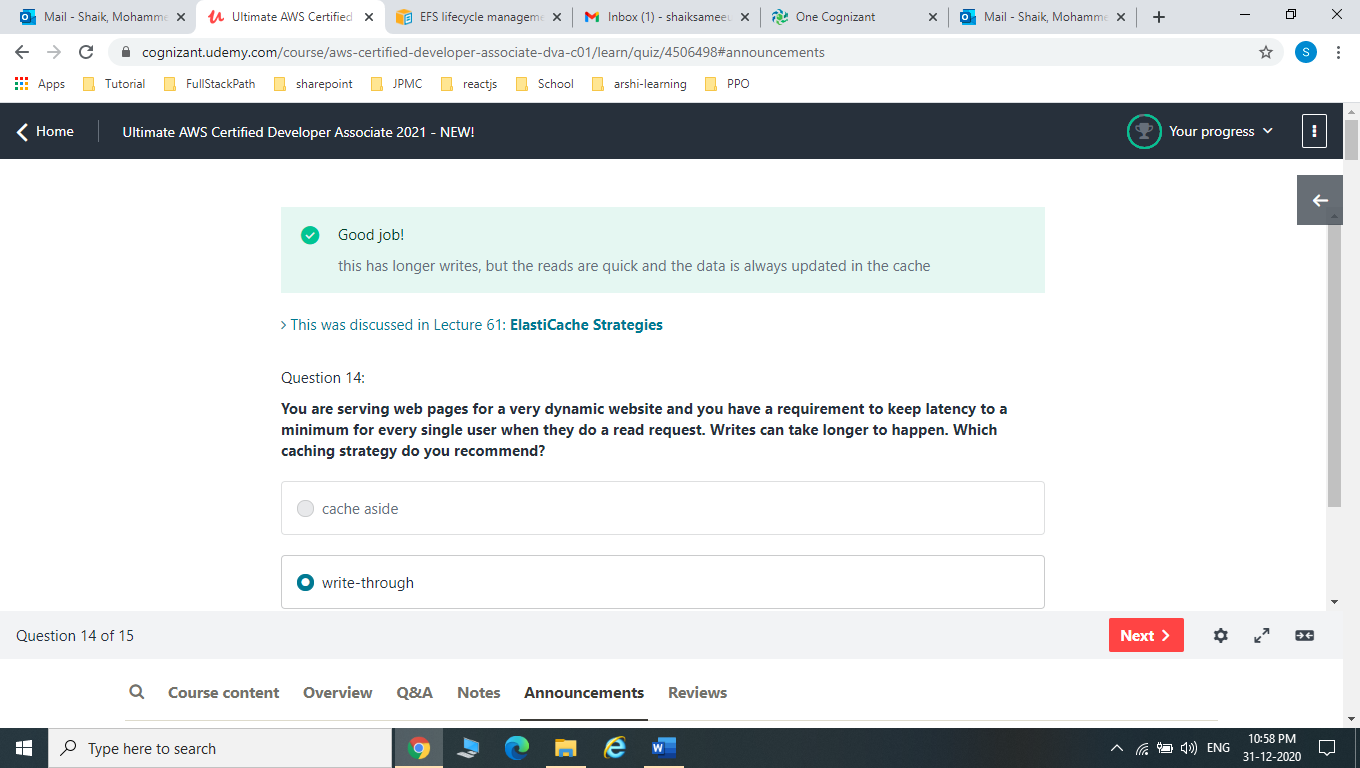 Mail - Shaik, Mohamme
Ultimate AWS Certified
EFS lifecycle manageme
Inbox (1) - shaiksameeu
One Cognizant
Mail - Shaik, Mohamme
cognizant.udemy.com/course/aws-certified-developer-associate-dva-c01/learn/quiz/4506498#announcements
S
Apps
Tutorial
FullStackPath
sharepoint
JPMC
reactjs
School
arshi-learning
PPO
Home
Ultimate AWS Certified Developer Associate 2021 - NEW!
Your progress
Good job!
this has longer writes, but the reads are quick and the data is always updated in the cache
> This was discussed in Lecture 61: ElastiCache Strategies
Question 14:
You are serving web pages for a very dynamic website and you have a requirement to keep latency to a
minimum for every single user when they do a read request. Writes can take longer to happen. Which
caching strategy do you recommend?
cache aside
write-through
Question 14 of 15
Next
Course content
Overview
Q&A
Notes
Announcements
Reviews
Type here to search
ENG
10:58 PM
31-12-2020